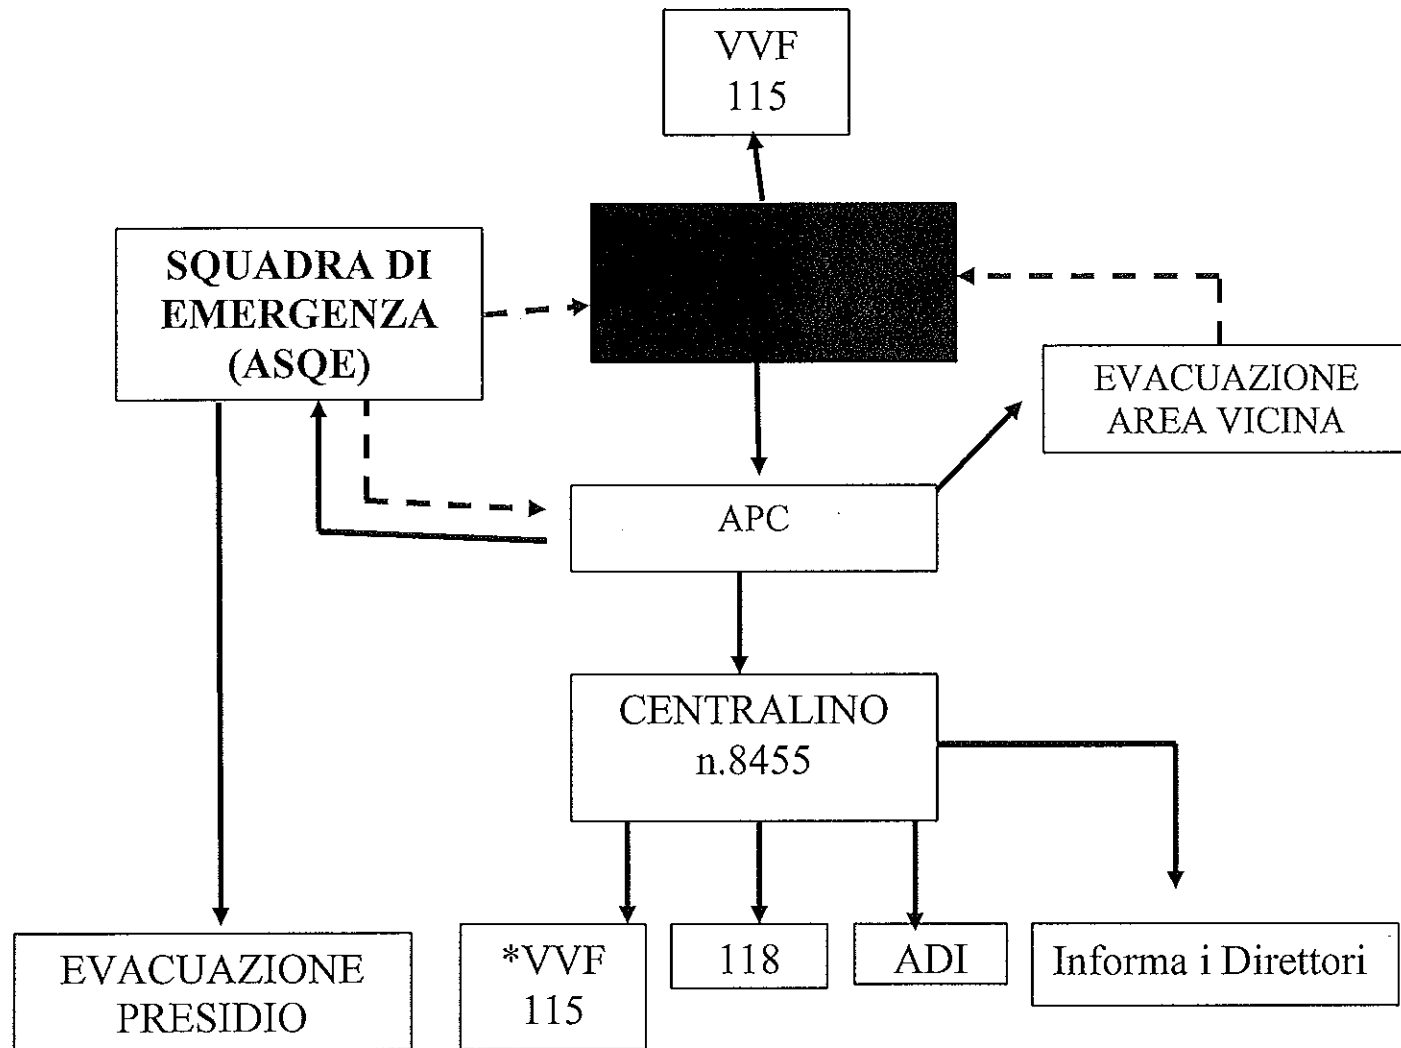 VVF
115
SQUADRA DI
EMERGENZA
(ASQE)
EVACUAZIONE
AREA VICINA
APC
CENTRALINO
n.8455
EVACUAZIONE
PRESIDIO
*VVF
115
118
ADI
Informa i Direttori